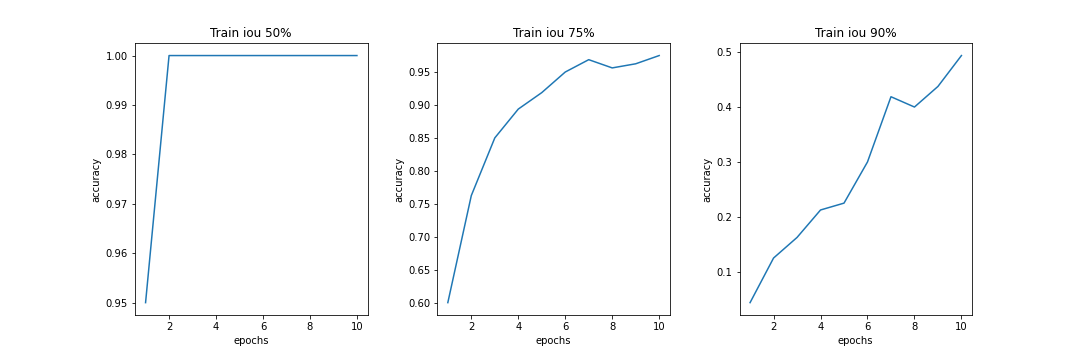 Train iou 50%
1.00
0.99
0.98
0.97
0.96
0.95
accuracy
2 4 6 8 10
epochs
Train iou 75%
0.95
0.90
0.85
0.80
0.75
0.70
0.65
0.60
accuracy
2 4 6 8 10
epochs
Train iou 90%
0.5
0.4
0.3
0.2
0.1
accuracy
2 4 6 8 10
epochs